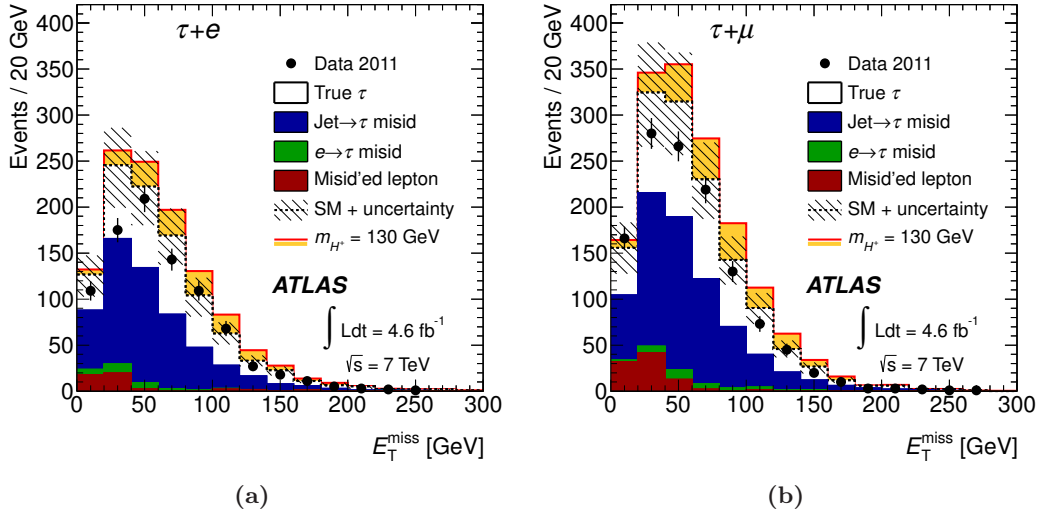 Events / 20 GeV
400
350
300
250
200
150
100
50
0
τ+e
Data 2011
True τ
Jet→τ misid
e→τ misid
Misid'ed lepton
SM + uncertainty
m_H⁺ = 130 GeV
ATLAS
∫ Ldt = 4.6 fb⁻¹
√s = 7 TeV
0 50 100 150 200 250 300
E_T^miss [GeV]
(a)
Events / 20 GeV
400
350
300
250
200
150
100
50
0
τ+μ
Data 2011
True τ
Jet→τ misid
e→τ misid
Misid'ed lepton
SM + uncertainty
m_H⁺ = 130 GeV
ATLAS
∫ Ldt = 4.6 fb⁻¹
√s = 7 TeV
0 50 100 150 200 250 300
E_T^miss [GeV]
(b)